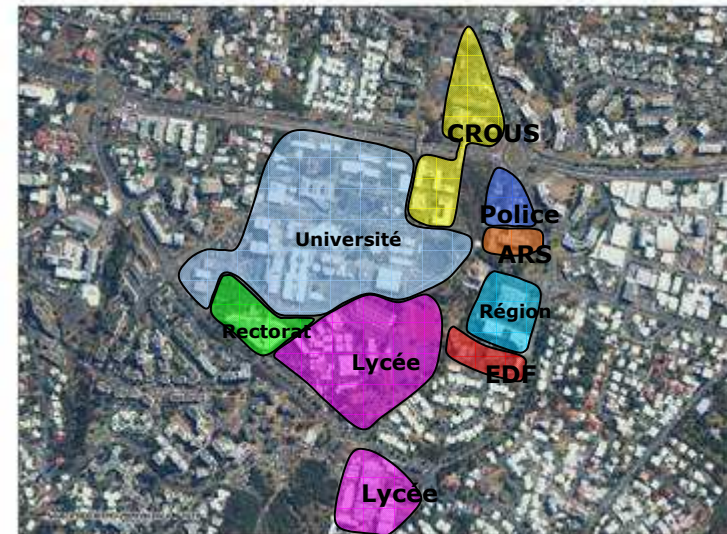 CROUS
Police
Université
ARS
Région
Rectorat
Lycée
EDF
Lycée